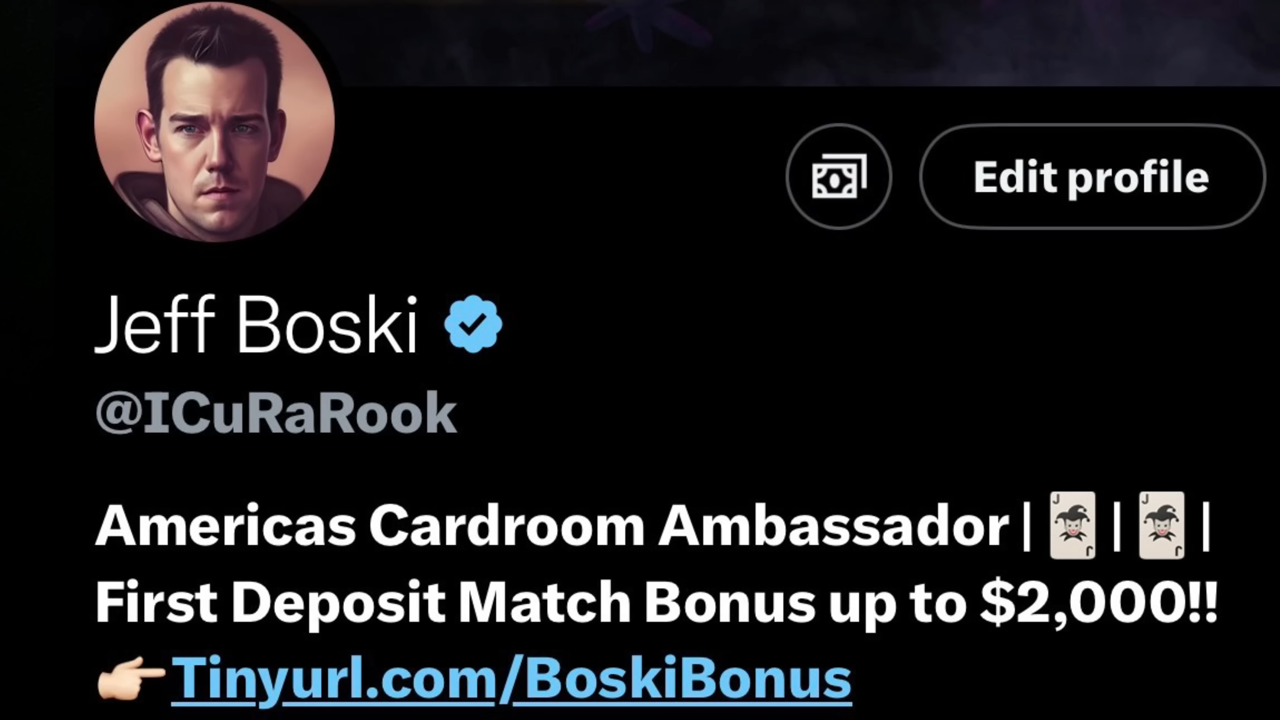 Edit profile
Jeff Boski
@ICuRaRook
Americas Cardroom Ambassador | 🃏 | 🃏 |
First Deposit Match Bonus up to $2,000!!
👉🏻 Tinyurl.com/BoskiBonus